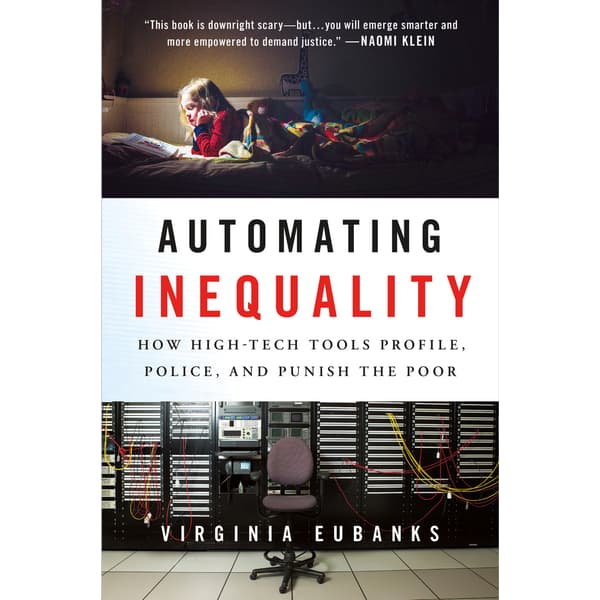 “This book is downright scary—but…you will emerge smarter and
more empowered to demand justice.” —NAOMI KLEIN
AUTOMATING
INEQUALITY
HOW HIGH-TECH TOOLS PROFILE,
POLICE, AND PUNISH THE POOR
VIRGINIA EUBANKS